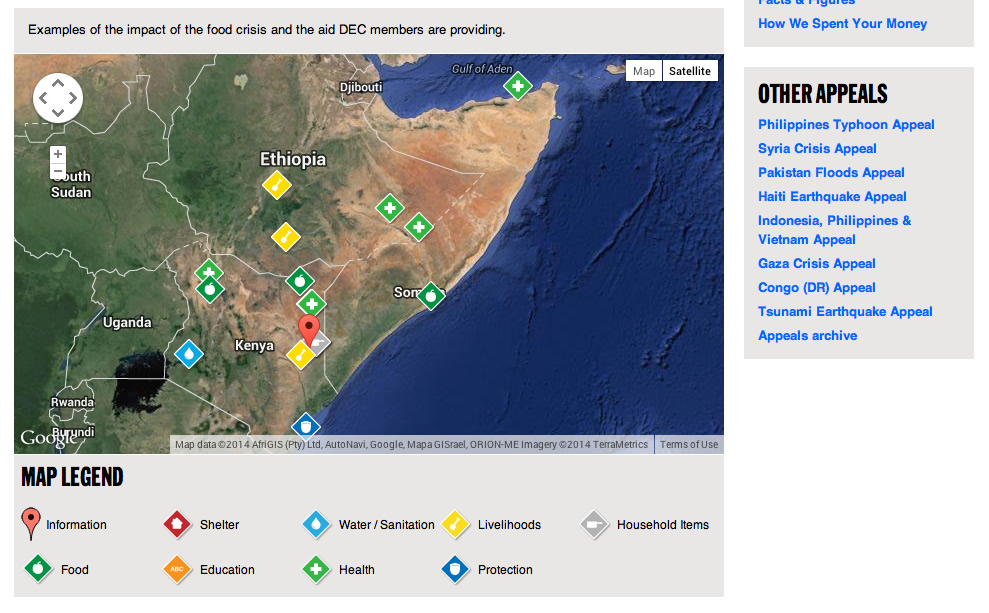 Facts & Figures
How We Spent Your Money
Examples of the impact of the food crisis and the aid DEC members are providing.
Gulf of Aden
Map
Satellite
Djibouti
Ethiopia
+
−
South
Sudan
Som
Uganda
Kenya
Rwanda
Burundi
Google
Map data ©2014 AfriGIS (Pty) Ltd, AutoNavi, Google, Mapa GISrael, ORION-ME Imagery ©2014 TerraMetrics
Terms of Use
OTHER APPEALS
Philippines Typhoon Appeal
Syria Crisis Appeal
Pakistan Floods Appeal
Haiti Earthquake Appeal
Indonesia, Philippines &
Vietnam Appeal
Gaza Crisis Appeal
Congo (DR) Appeal
Tsunami Earthquake Appeal
Appeals archive
MAP LEGEND
Information
Shelter
Water / Sanitation
Livelihoods
Household Items
Food
ABC
Education
Health
Protection